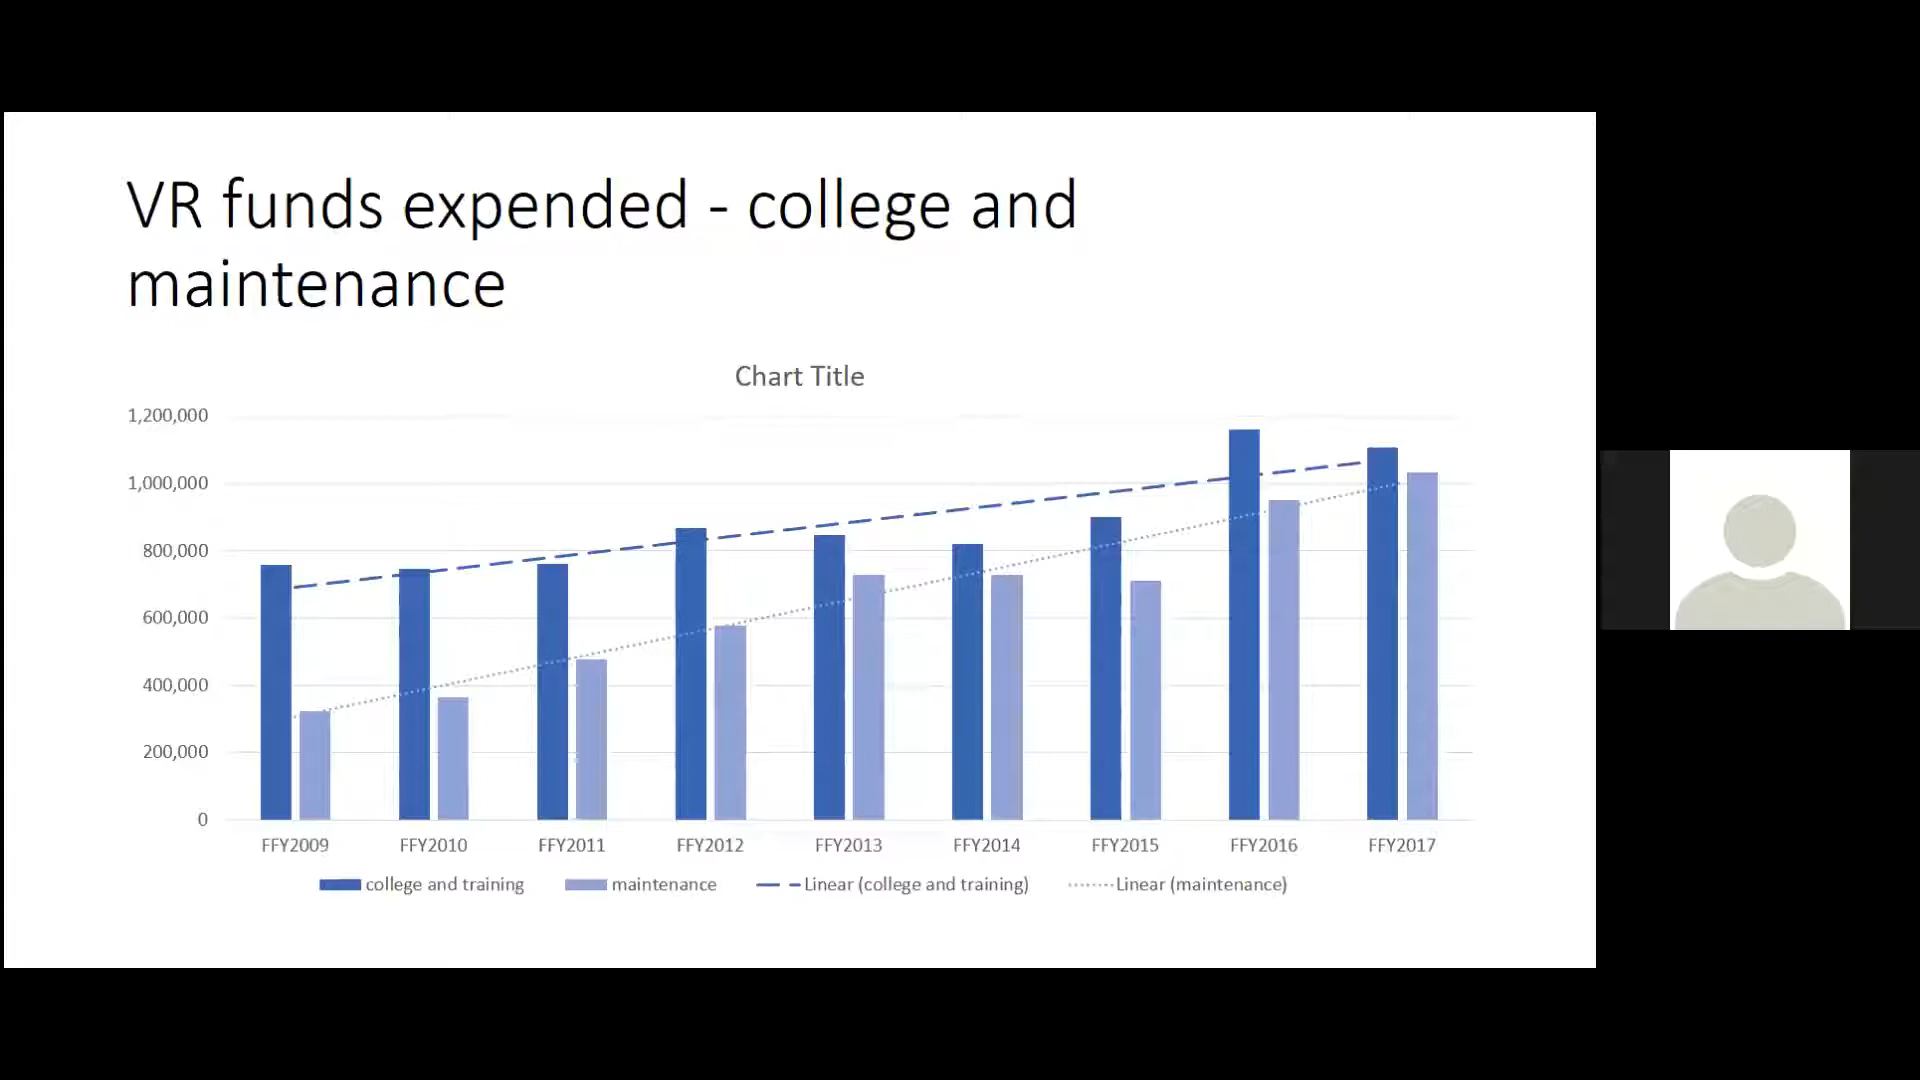 VR funds expended - college and
maintenance
Chart Title
1,200,000
1,000,000
800,000
600,000
400,000
200,000
0
FFY2009 FFY2010 FFY2011 FFY2012 FFY2013 FFY2014 FFY2015 FFY2016 FFY2017
college and training maintenance Linear (college and training) Linear (maintenance)